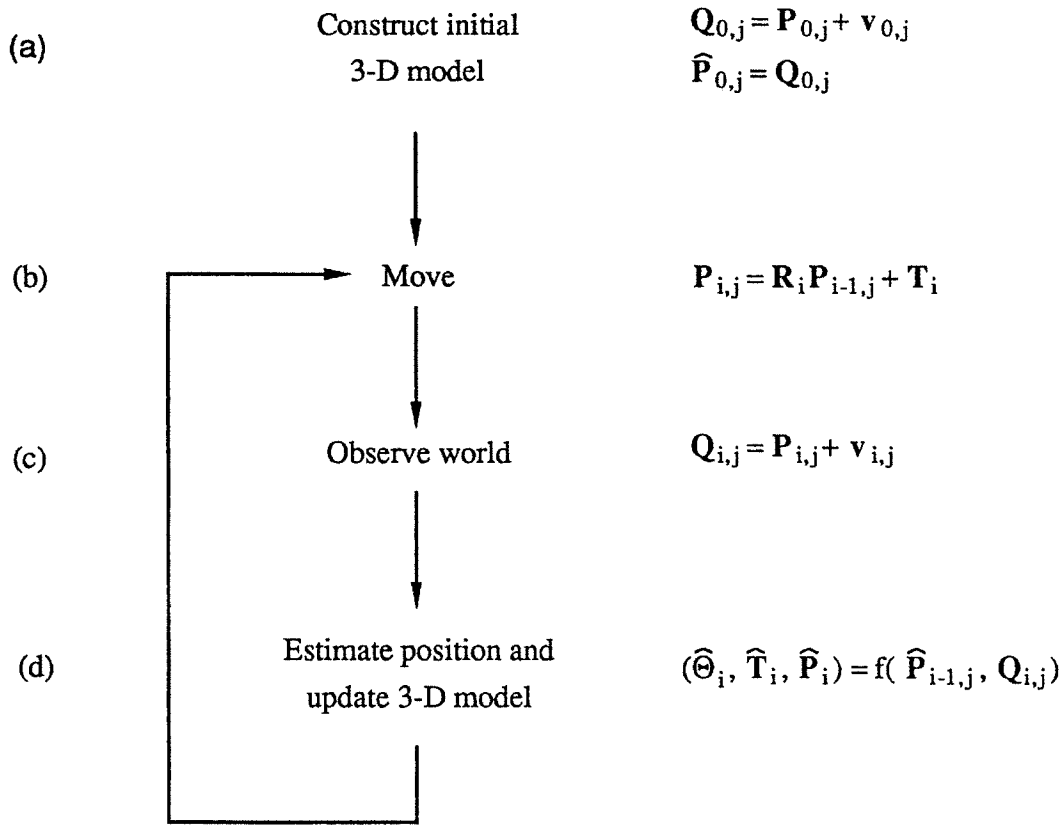 (a) Construct initial 3-D model Q₀,ⱼ = P₀,ⱼ + v₀,ⱼ
P̂₀,ⱼ = Q₀,ⱼ
(b) Move Pᵢ,ⱼ = RᵢPᵢ₋₁,ⱼ + Tᵢ
(c) Observe world Qᵢ,ⱼ = Pᵢ,ⱼ + vᵢ,ⱼ
(d) Estimate position and update 3-D model (Θ̂ᵢ, T̂ᵢ, P̂ᵢ) = f( P̂ᵢ₋₁,ⱼ , Qᵢ,ⱼ)